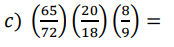 c) (65/72) (20/18) (8/9) =